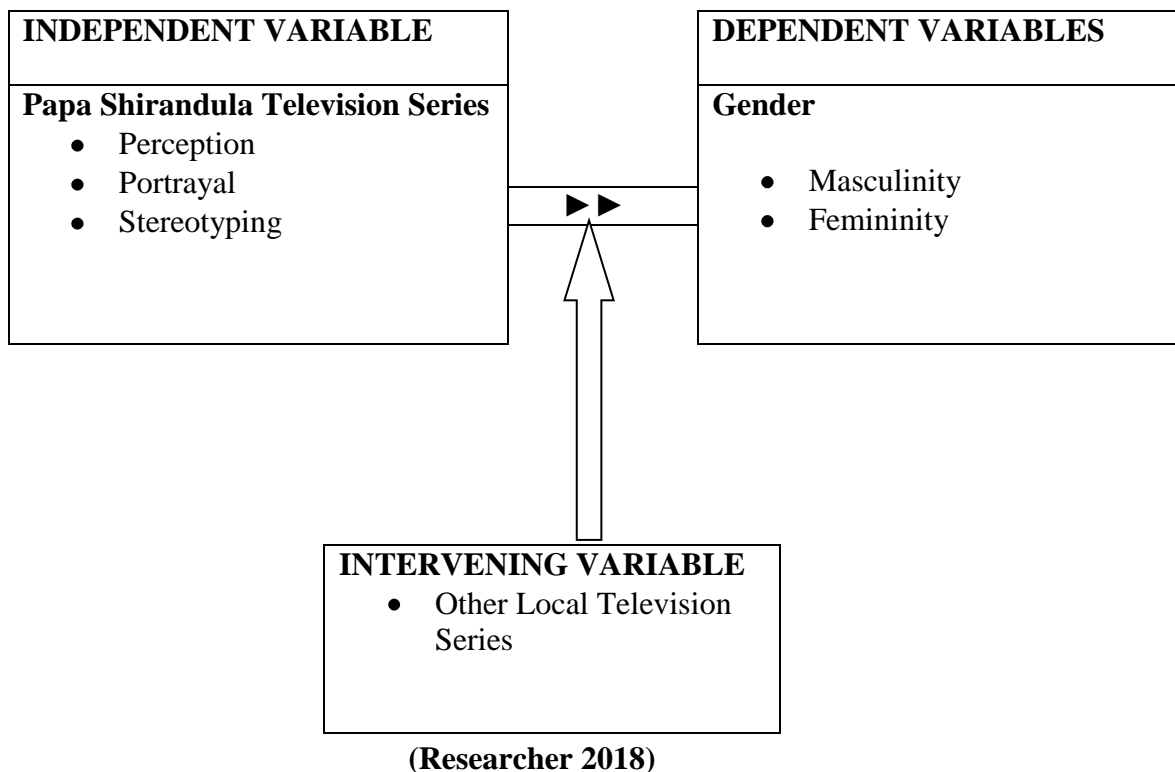 INDEPENDENT VARIABLE
Papa Shirandula Television Series
● Perception
● Portrayal
● Stereotyping
DEPENDENT VARIABLES
Gender
● Masculinity
● Femininity
►►
INTERVENING VARIABLE
● Other Local Television
Series
(Researcher 2018)